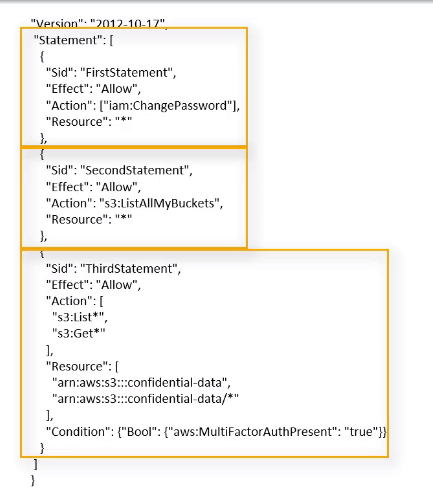 "Version": "2012-10-17",
"Statement": [
{
"Sid": "FirstStatement",
"Effect": "Allow",
"Action": ["iam:ChangePassword"],
"Resource": "*"
},
{
"Sid": "SecondStatement",
"Effect": "Allow",
"Action": "s3:ListAllMyBuckets",
"Resource": "*"
},
{
"Sid": "ThirdStatement",
"Effect": "Allow",
"Action": [
"s3:List*",
"s3:Get*"
],
"Resource": [
"arn:aws:s3:::confidential-data",
"arn:aws:s3:::confidential-data/*"
],
"Condition": {"Bool": {"aws:MultiFactorAuthPresent": "true"}}
}
]
}